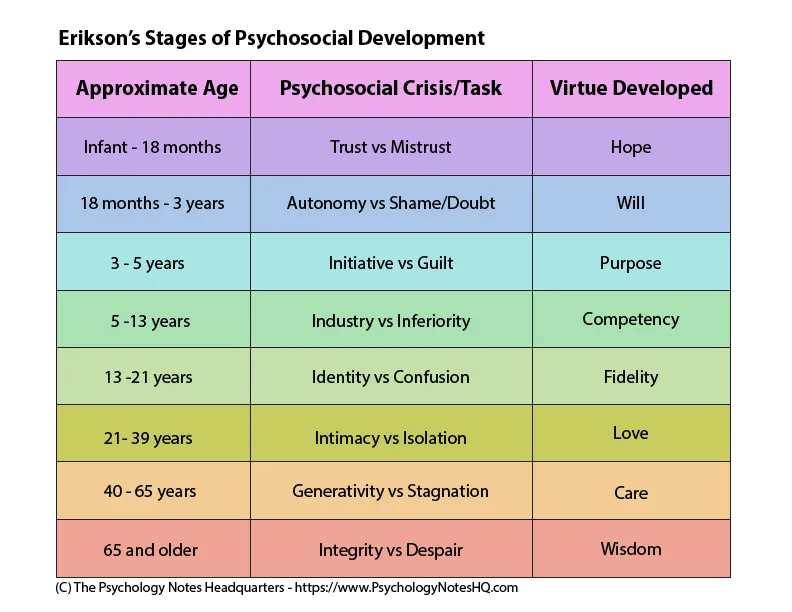 Erikson's Stages of Psychosocial Development
Approximate Age Psychosocial Crisis/Task Virtue Developed
Infant - 18 months Trust vs Mistrust Hope
18 months - 3 years Autonomy vs Shame/Doubt Will
3 - 5 years Initiative vs Guilt Purpose
5 -13 years Industry vs Inferiority Competency
13 -21 years Identity vs Confusion Fidelity
21- 39 years Intimacy vs Isolation Love
40 - 65 years Generativity vs Stagnation Care
65 and older Integrity vs Despair Wisdom
(C) The Psychology Notes Headquarters - https://www.PsychologyNotesHQ.com